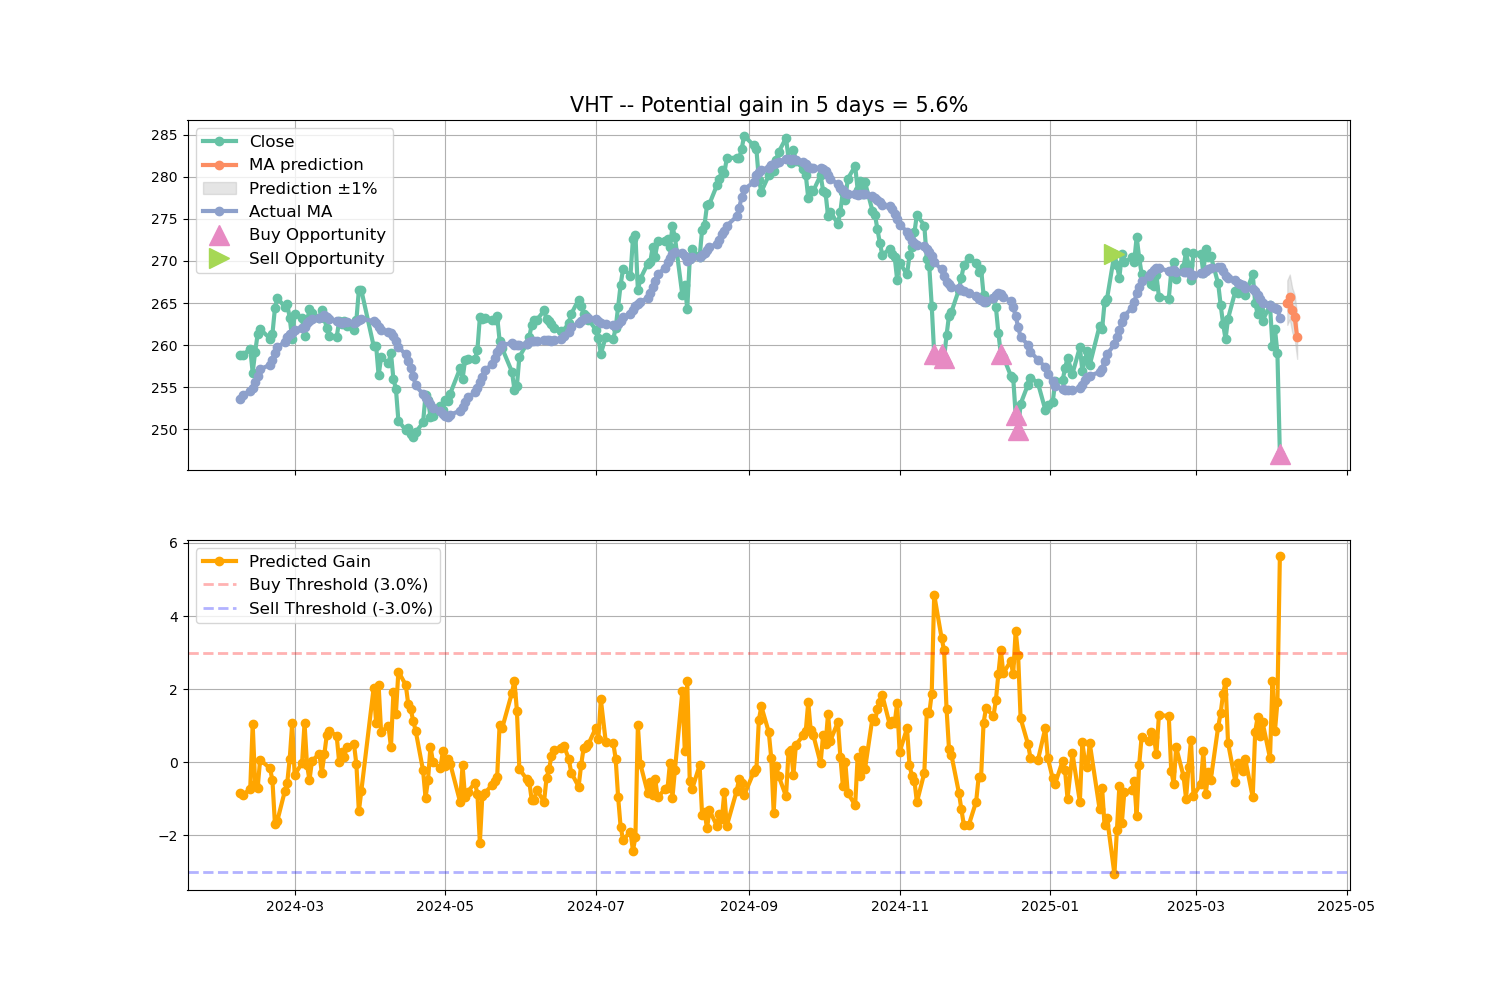 VHT -- Potential gain in 5 days = 5.6%
285
280
275
270
265
260
255
250
Close
MA prediction
Prediction ±1%
Actual MA
Buy Opportunity
Sell Opportunity
6
4
2
0
−2
Predicted Gain
Buy Threshold (3.0%)
Sell Threshold (-3.0%)
2024-03
2024-05
2024-07
2024-09
2024-11
2025-01
2025-03
2025-05